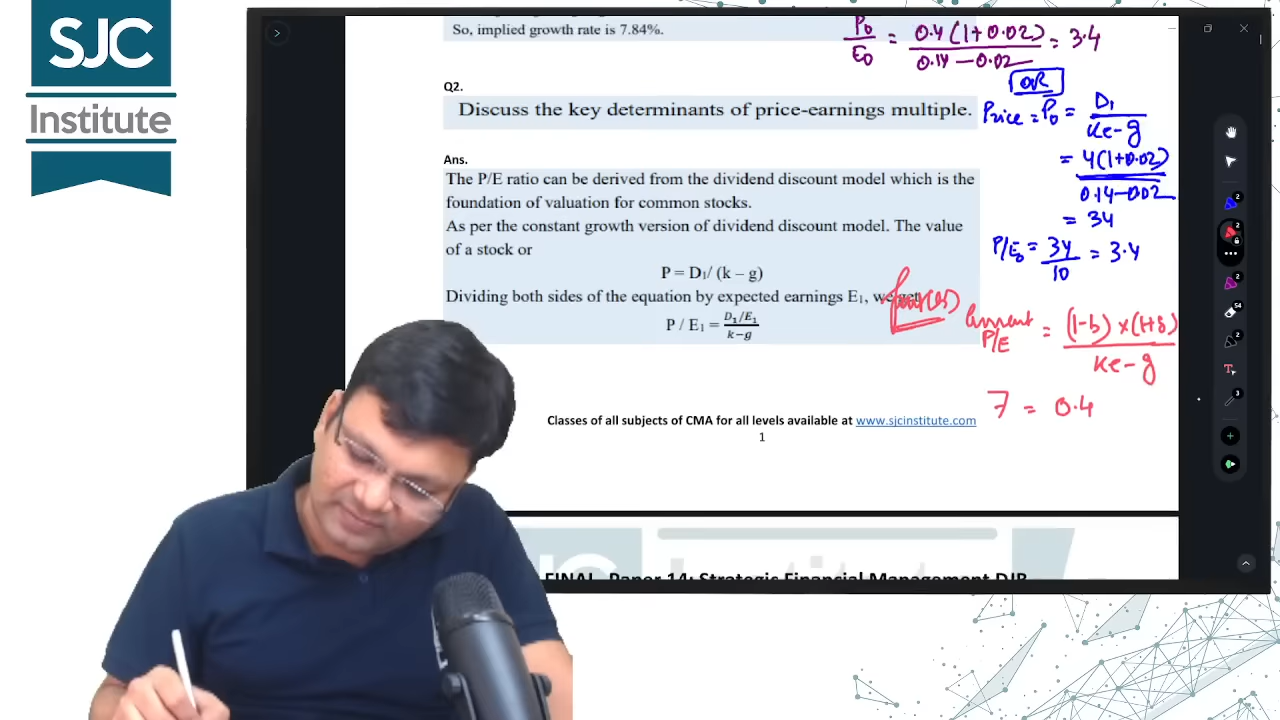 SJC
Institute
So, implied growth rate is 7.84%.
P0/E0 = 0.4(1+0.02)/0.14-0.02 = 3.4
Q2.
Discuss the key determinants of price-earnings multiple.
OR
Price = P0 = D1/Ke-g
= 4(1+0.02)/0.14-0.02
= 34
P/E0 = 34/10 = 3.4
Ans.
The P/E ratio can be derived from the dividend discount model which is the
foundation of valuation for common stocks.
As per the constant growth version of dividend discount model. The value
of a stock or
P = D1/ (k – g)
Dividing both sides of the equation by expected earnings E1, we get
P / E1 = D1/E1/k–g
Current P/E = (1-b) x (1+g)/Ke-g
7 = 0.4
Classes of all subjects of CMA for all levels available at www.sjcinstitute.com
1
FINAL Paper 14: Strategic Financial Management